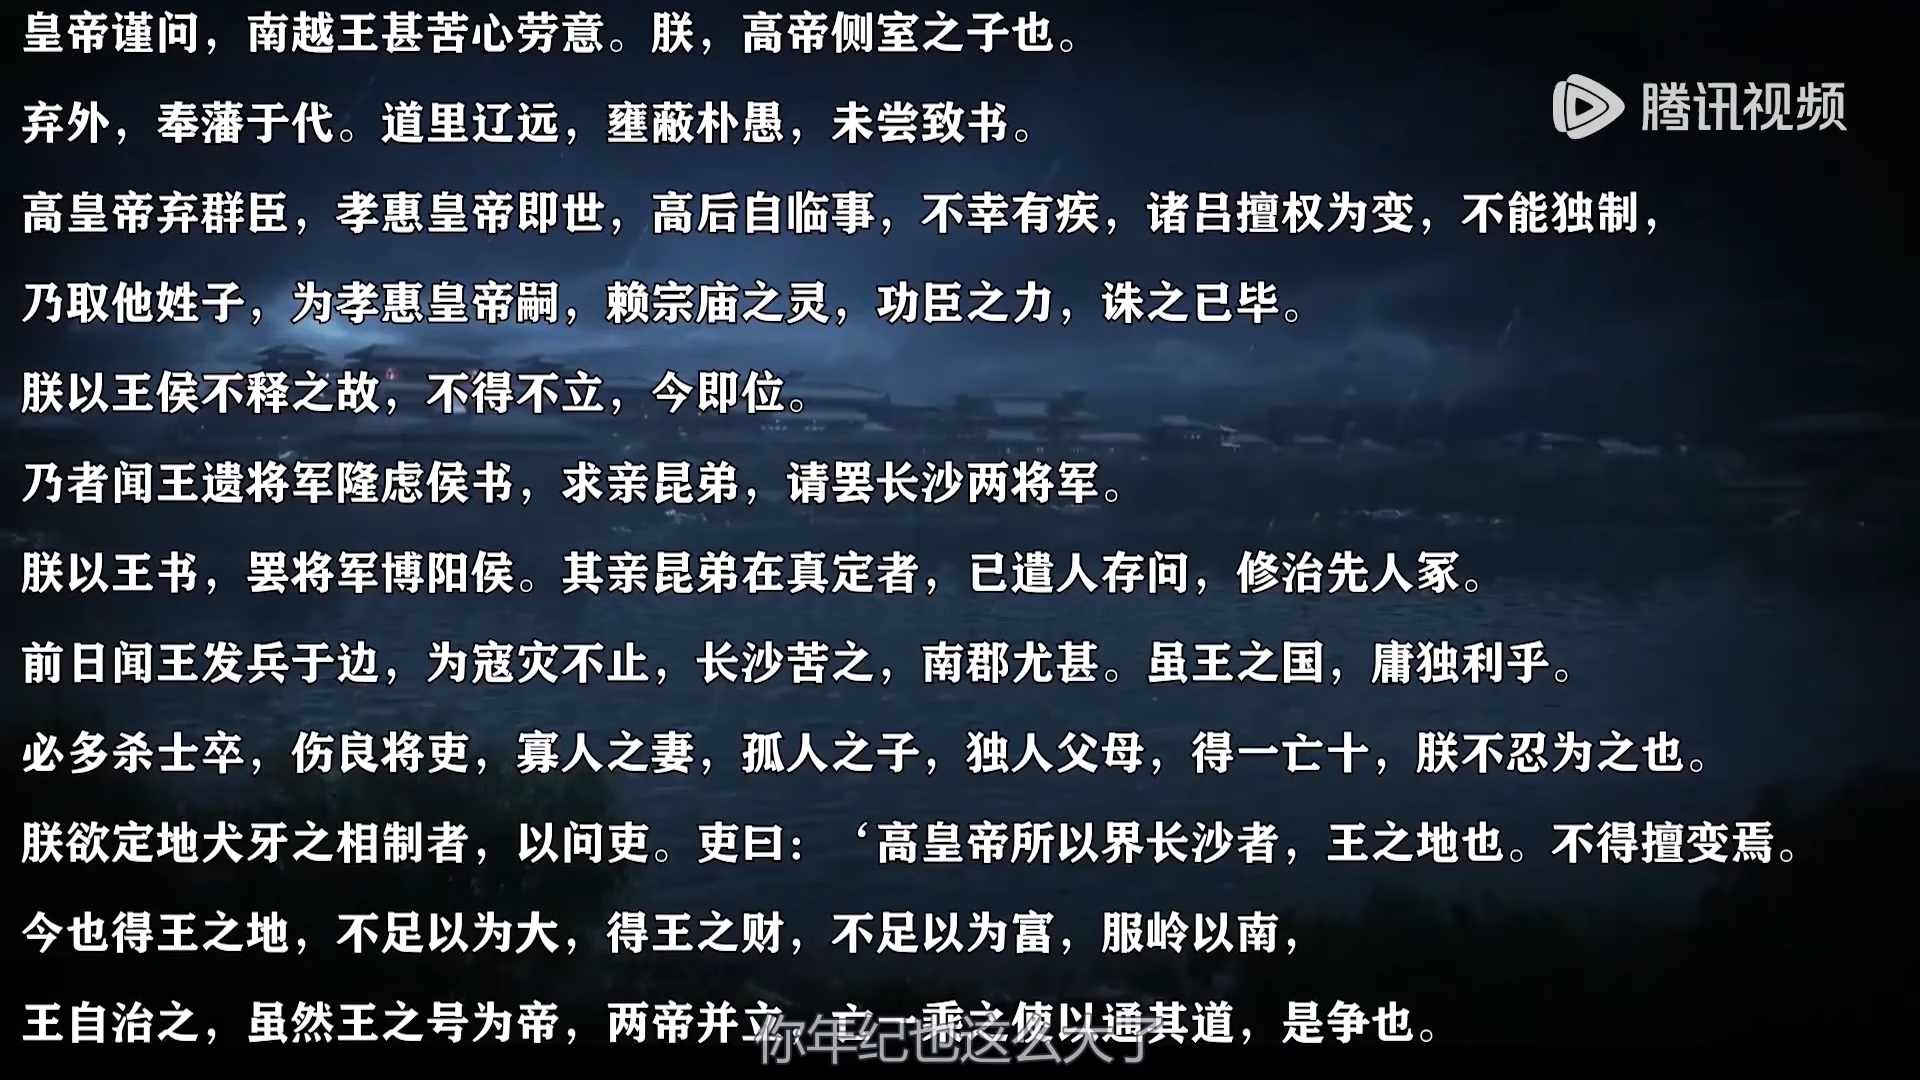 皇帝谨问，南越王甚苦心劳意。朕，高帝侧室之子也。
弃外，奉藩于代。道里辽远，壅蔽朴愚，未尝致书。
腾讯视频
高皇帝弃群臣，孝惠皇帝即世，高后自临事，不幸有疾，诸吕擅权为变，不能独制，
乃取他姓子，为孝惠皇帝嗣，赖宗庙之灵，功臣之力，诛之已毕。
朕以王侯不释之故，不得不立，今即位。
乃者闻王遗将军隆虑侯书，求亲昆弟，请罢长沙两将军。
朕以王书，罢将军博阳侯。其亲昆弟在真定者，已遣人存问，修治先人冢。
前日闻王发兵于边，为寇灾不止，长沙苦之，南郡尤甚。虽王之国，庸独利乎。
必多杀士卒，伤良将吏，寡人之妻，孤人之子，独人父母，得一亡十，朕不忍为之也。
朕欲定地犬牙之相制者，以问吏。吏曰：‘高皇帝所以界长沙者，王之地也。不得擅变焉。
今也得王之地，不足以为大，得王之财，不足以为富，服岭以南，
王自治之，虽然王之号为帝，两帝并立，亡一乘之使以通其道，是争也。
你年纪也这么大了